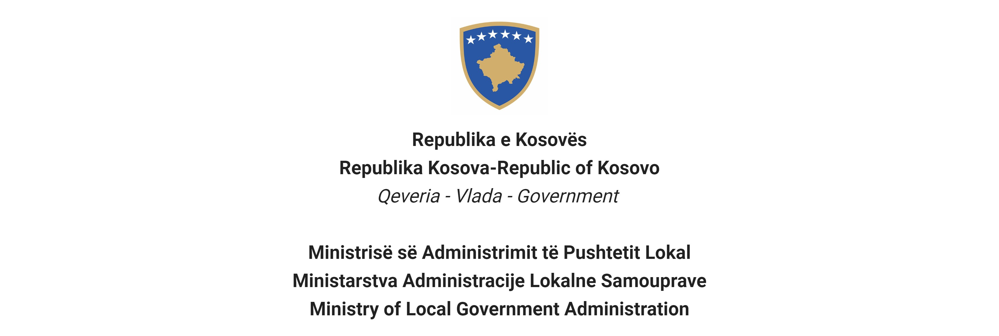 Republika e Kosovës
Republika Kosova-Republic of Kosovo
Qeveria - Vlada - Government
Ministrisë së Administrimit të Pushtetit Lokal
Ministarstva Administracije Lokalne Samouprave
Ministry of Local Government Administration